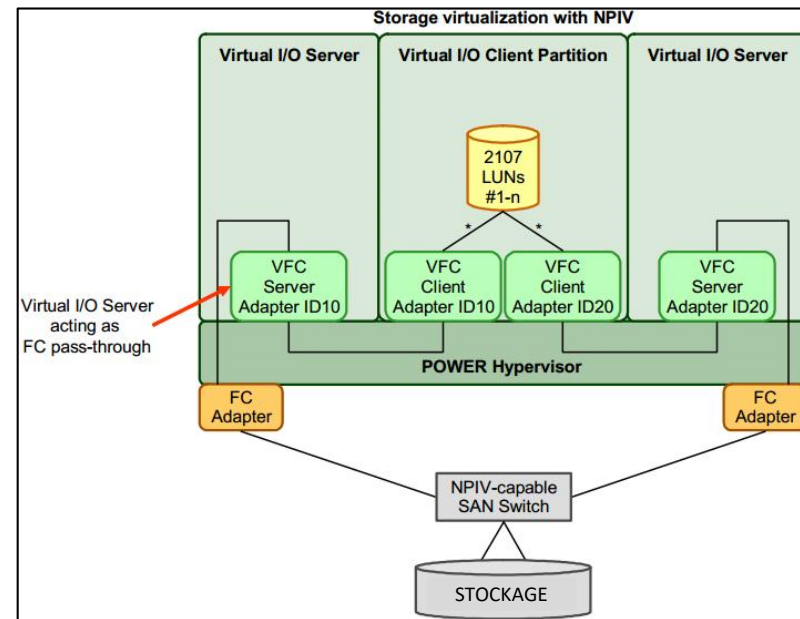 Storage virtualization with NPIV
Virtual I/O Server
Virtual I/O Client Partition
Virtual I/O Server
2107
LUNs
#1-n
*
*
VFC
Server
Adapter ID10
VFC
Client
Adapter ID10
VFC
Client
Adapter ID20
VFC
Server
Adapter ID20
Virtual I/O Server
acting as
FC pass-through
POWER Hypervisor
FC
Adapter
FC
Adapter
NPIV-capable
SAN Switch
STOCKAGE